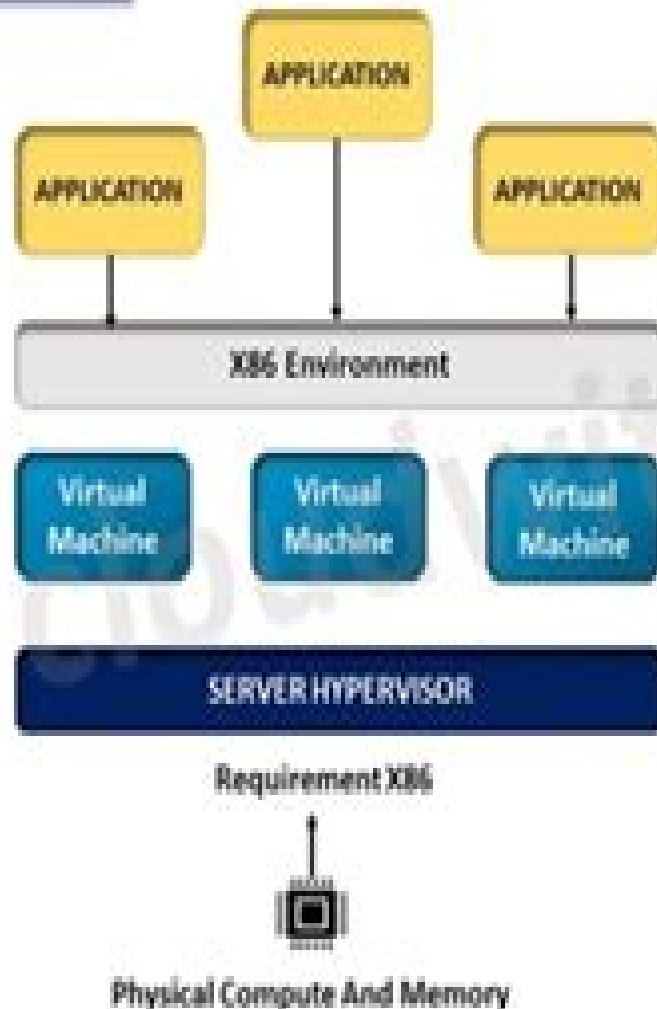 APPLICATION
APPLICATION
APPLICATION
X86 Environment
Virtual
Machine
Virtual
Machine
Virtual
Machine
SERVER HYPERVISOR
Requirement X86
Physical Compute And Memory